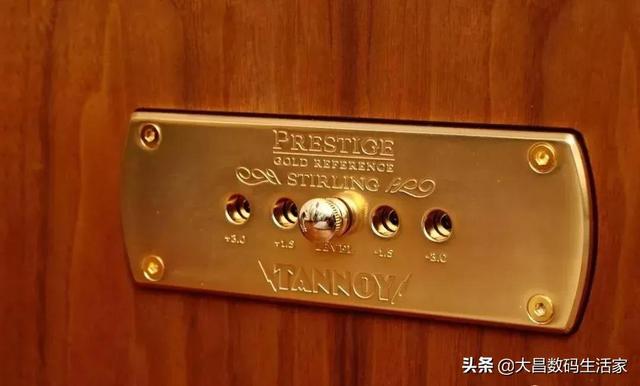 PRESTIGE
GOLD REFERENCE
STIRLING
+3.0 +1.5 LEVEL -1.5 -3.0
TANNOY
头条 @大昌数码生活家